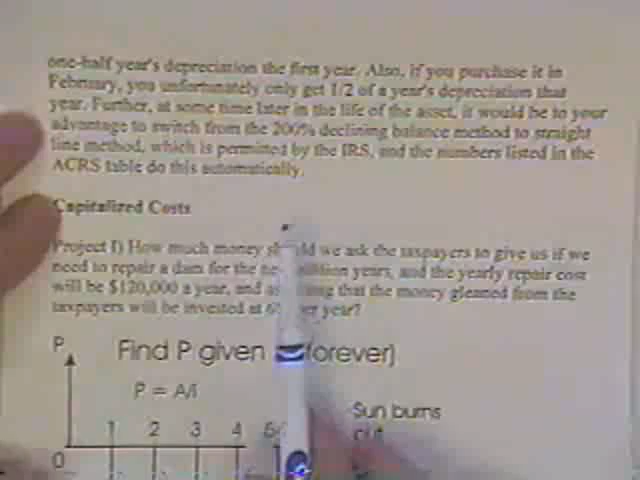 one-half year's depreciation the first year. Also, if you purchase it in
February, you unfortunately only get 1/2 of a year's depreciation that
year. Further, at some time later in the life of the asset, it would be to your
advantage to switch from the 200% declining balance method to straight
line method, which is permitted by the IRS, and the numbers listed in the
ACRS table do this automatically.
Capitalized Costs
Project I) How much money should we ask the taxpayers to give us if we
need to repair a dam for the million years, and the yearly repair cost
will be $120,000 a year, and that the money gleaned from the
taxpayers will be invested at per year?
P
Find P given forever)
P = A/i
Sun burns
out
1 2 3 4
0